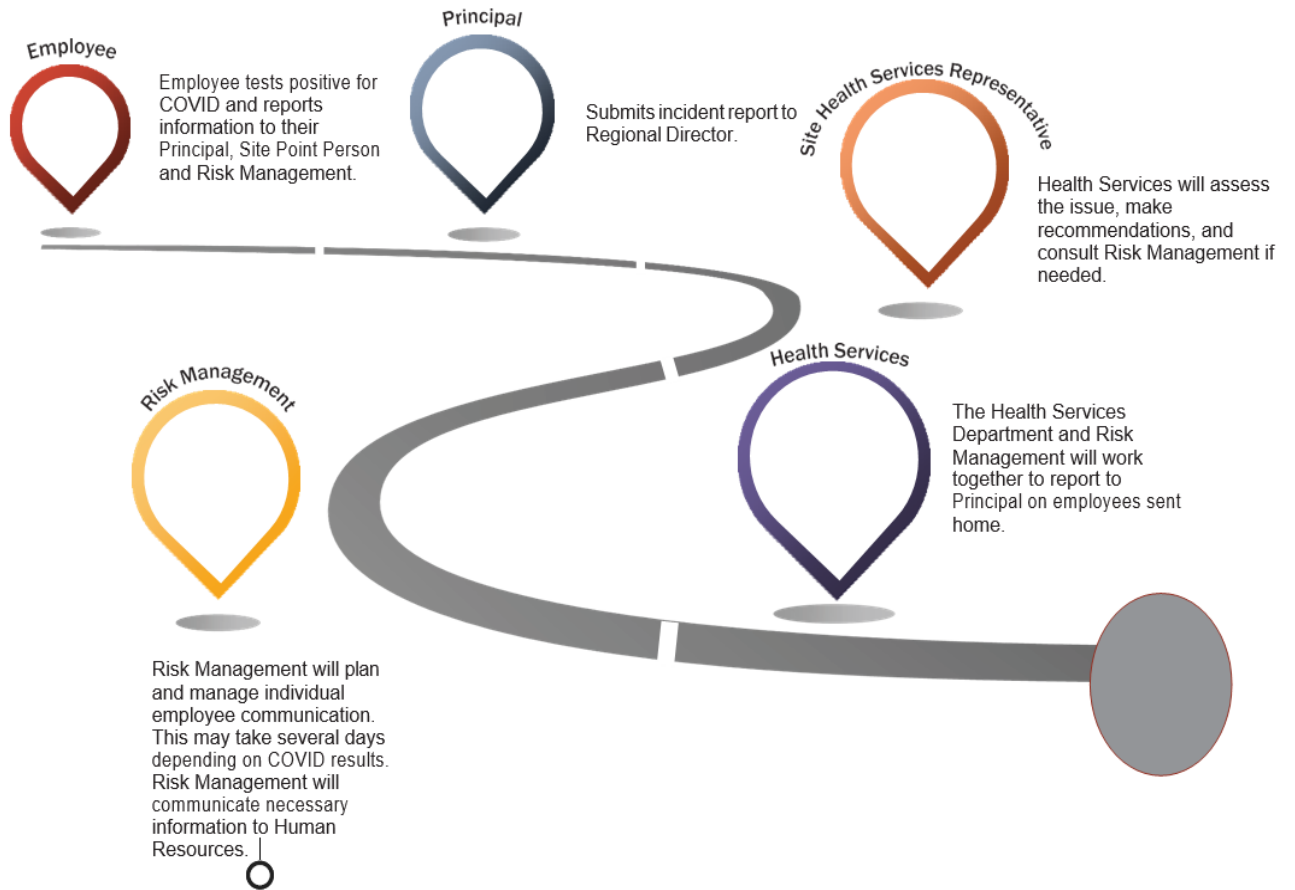 Employee
Employee tests positive for
COVID and reports
information to their
Principal, Site Point Person
and Risk Management.
Principal
Submits incident report to
Regional Director.
Site Health Services Representative
Health Services will assess
the issue, make
recommendations, and
consult Risk Management if
needed.
Risk Management
Risk Management will plan
and manage individual
employee communication.
This may take several days
depending on COVID results.
Risk Management will
communicate necessary
information to Human
Resources.
Health Services
The Health Services
Department and Risk
Management will work
together to report to
Principal on employees sent
home.